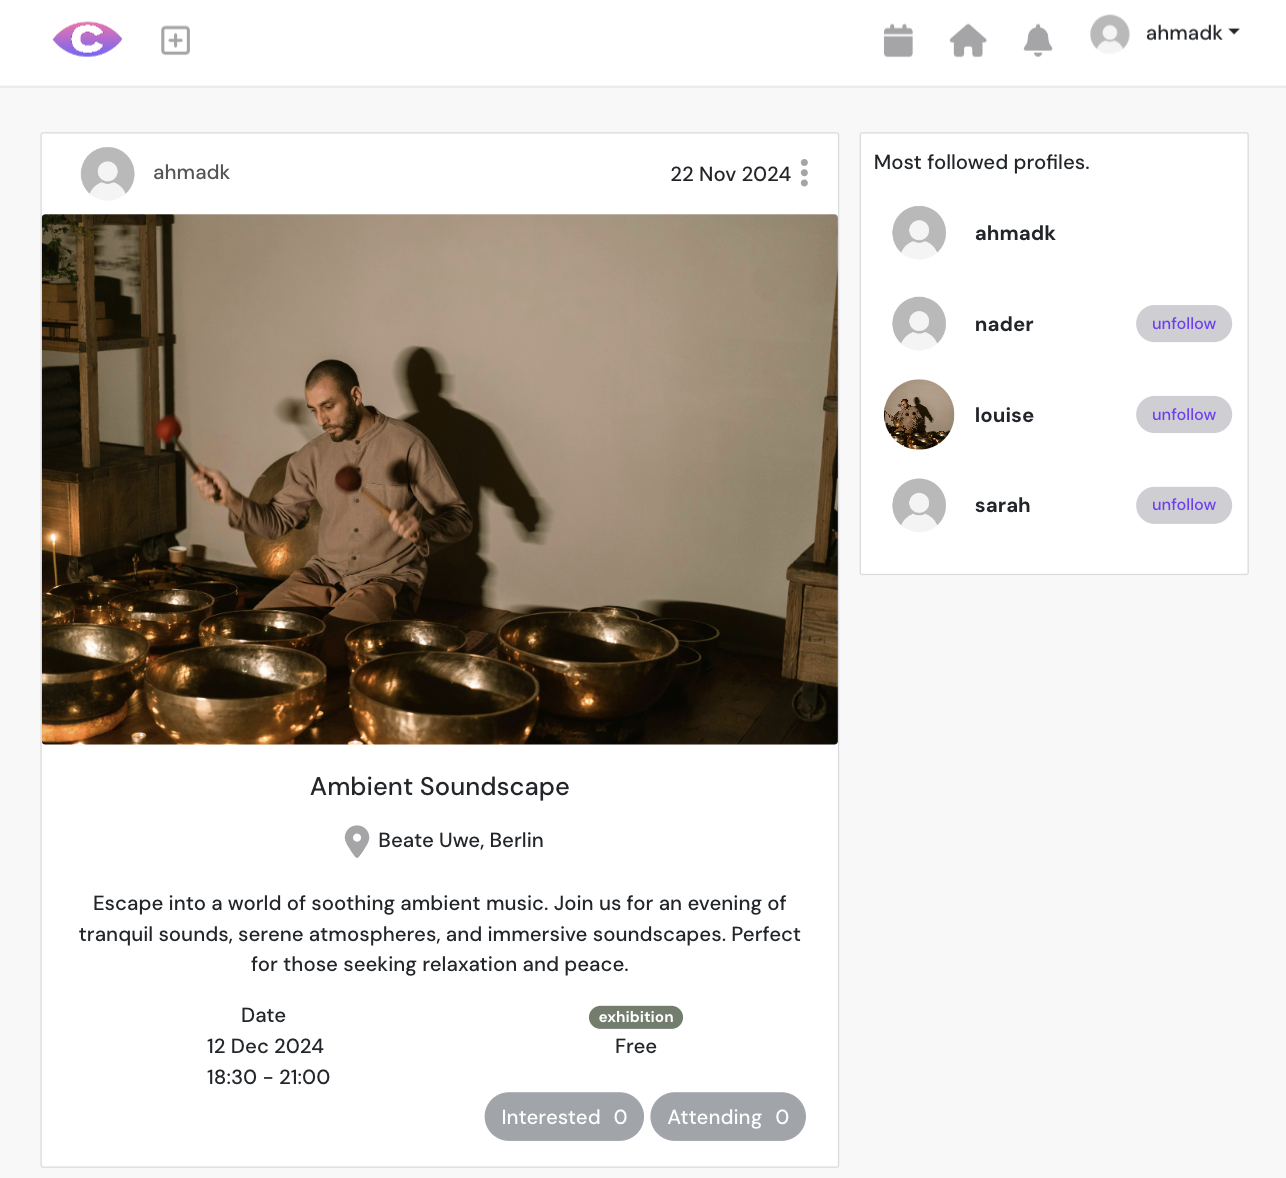 C
ahmadk
ahmadk
22 Nov 2024
Ambient Soundscape
Beate Uwe, Berlin
Escape into a world of soothing ambient music. Join us for an evening of
tranquil sounds, serene atmospheres, and immersive soundscapes. Perfect
for those seeking relaxation and peace.
Date
12 Dec 2024
18:30 - 21:00
exhibition
Free
Interested 0
Attending 0
Most followed profiles.
ahmadk
nader
unfollow
louise
unfollow
sarah
unfollow